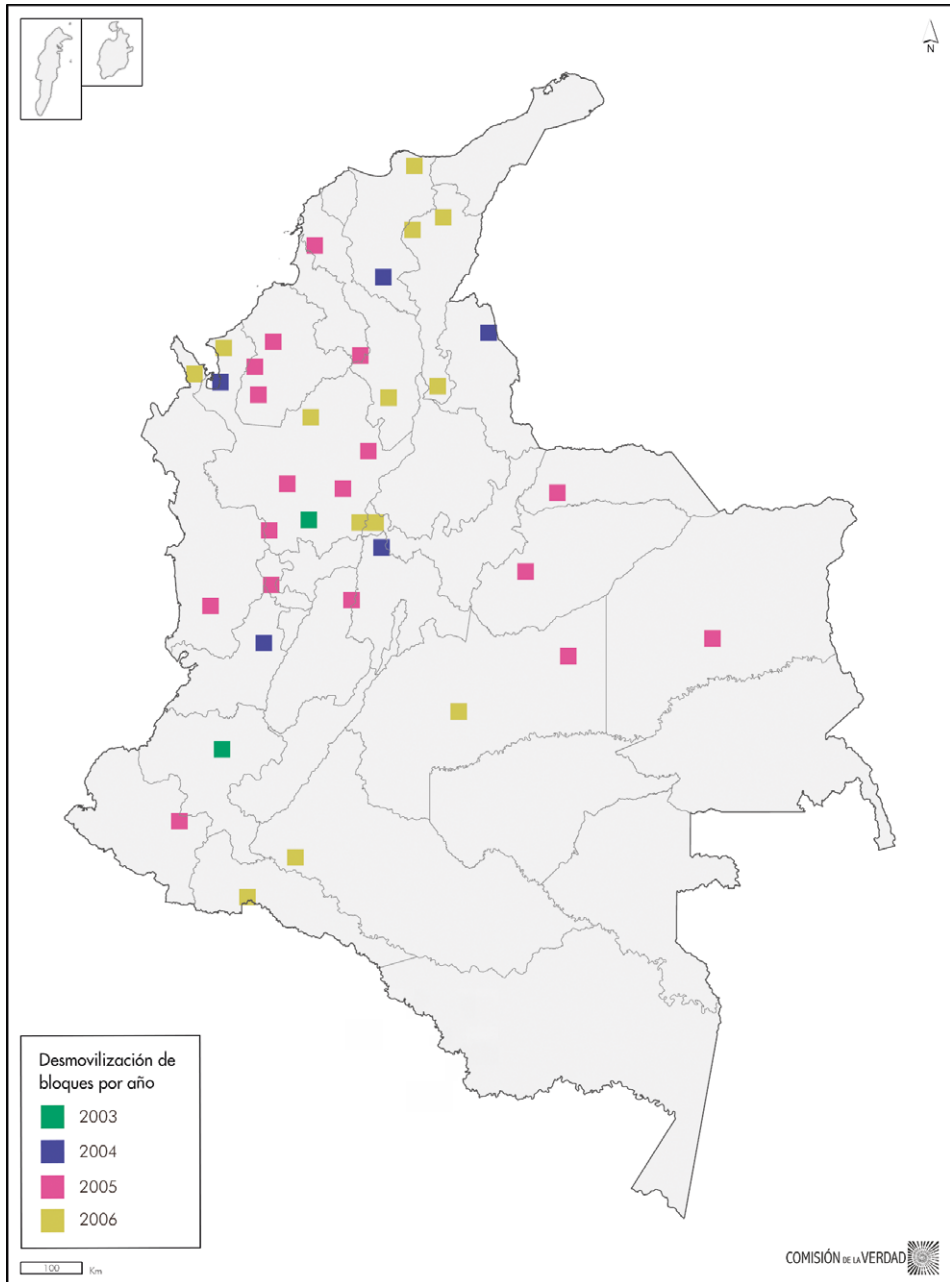 N
Desmovilización de
bloques por año
2003
2004
2005
2006
100 Km
COMISIÓN DE LA VERDAD